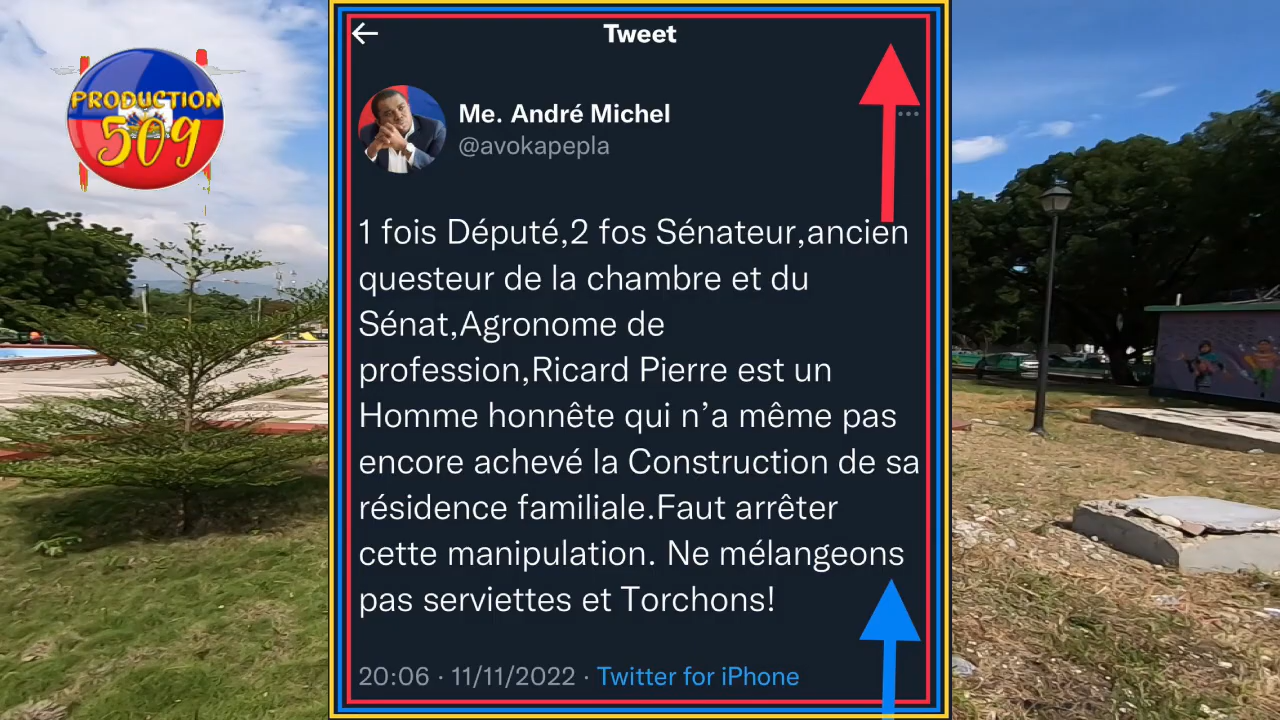 PRODUCTION
509
Tweet
Me. André Michel
@avokapepla
1 fois Député,2 fos Sénateur,ancien
questeur de la chambre et du
Sénat,Agronome de
profession,Ricard Pierre est un
Homme honnête qui n’a même pas
encore achevé la Construction de sa
résidence familiale.Faut arrêter
cette manipulation. Ne mélangeons
pas serviettes et Torchons!
20:06 · 11/11/2022 · Twitter for iPhone